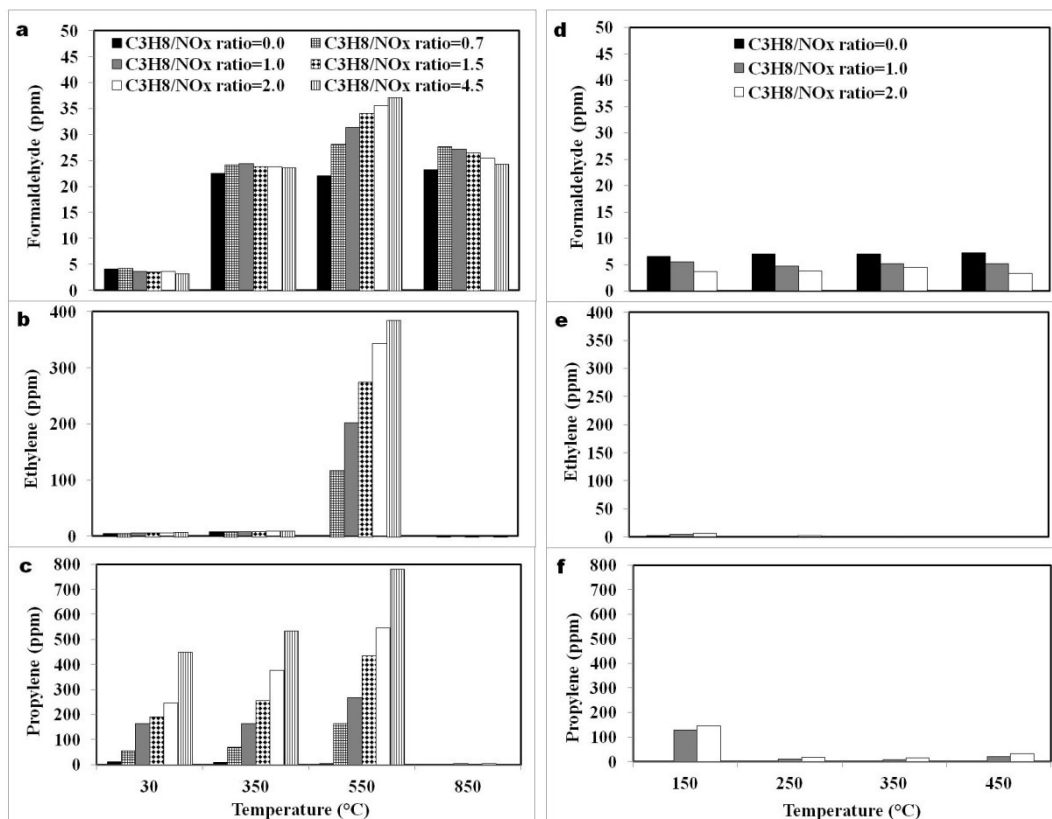 a
C3H8/NOx ratio=0.0 C3H8/NOx ratio=0.7
C3H8/NOx ratio=1.0 C3H8/NOx ratio=1.5
C3H8/NOx ratio=2.0 C3H8/NOx ratio=4.5
50
45
40
35
30
25
20
15
10
5
0
Formaldehyde (ppm)
b
400
300
200
100
0
Ethylene (ppm)
c
800
700
600
500
400
300
200
100
0
Propylene (ppm)
30 350 550 850
Temperature (°C)
d
C3H8/NOx ratio=0.0
C3H8/NOx ratio=1.0
C3H8/NOx ratio=2.0
50
45
40
35
30
25
20
15
10
5
0
Formaldehyde (ppm)
e
400
350
300
250
200
150
100
50
0
Ethylene (ppm)
f
800
700
600
500
400
300
200
100
0
Propylene (ppm)
150 250 350 450
Temperature (°C)